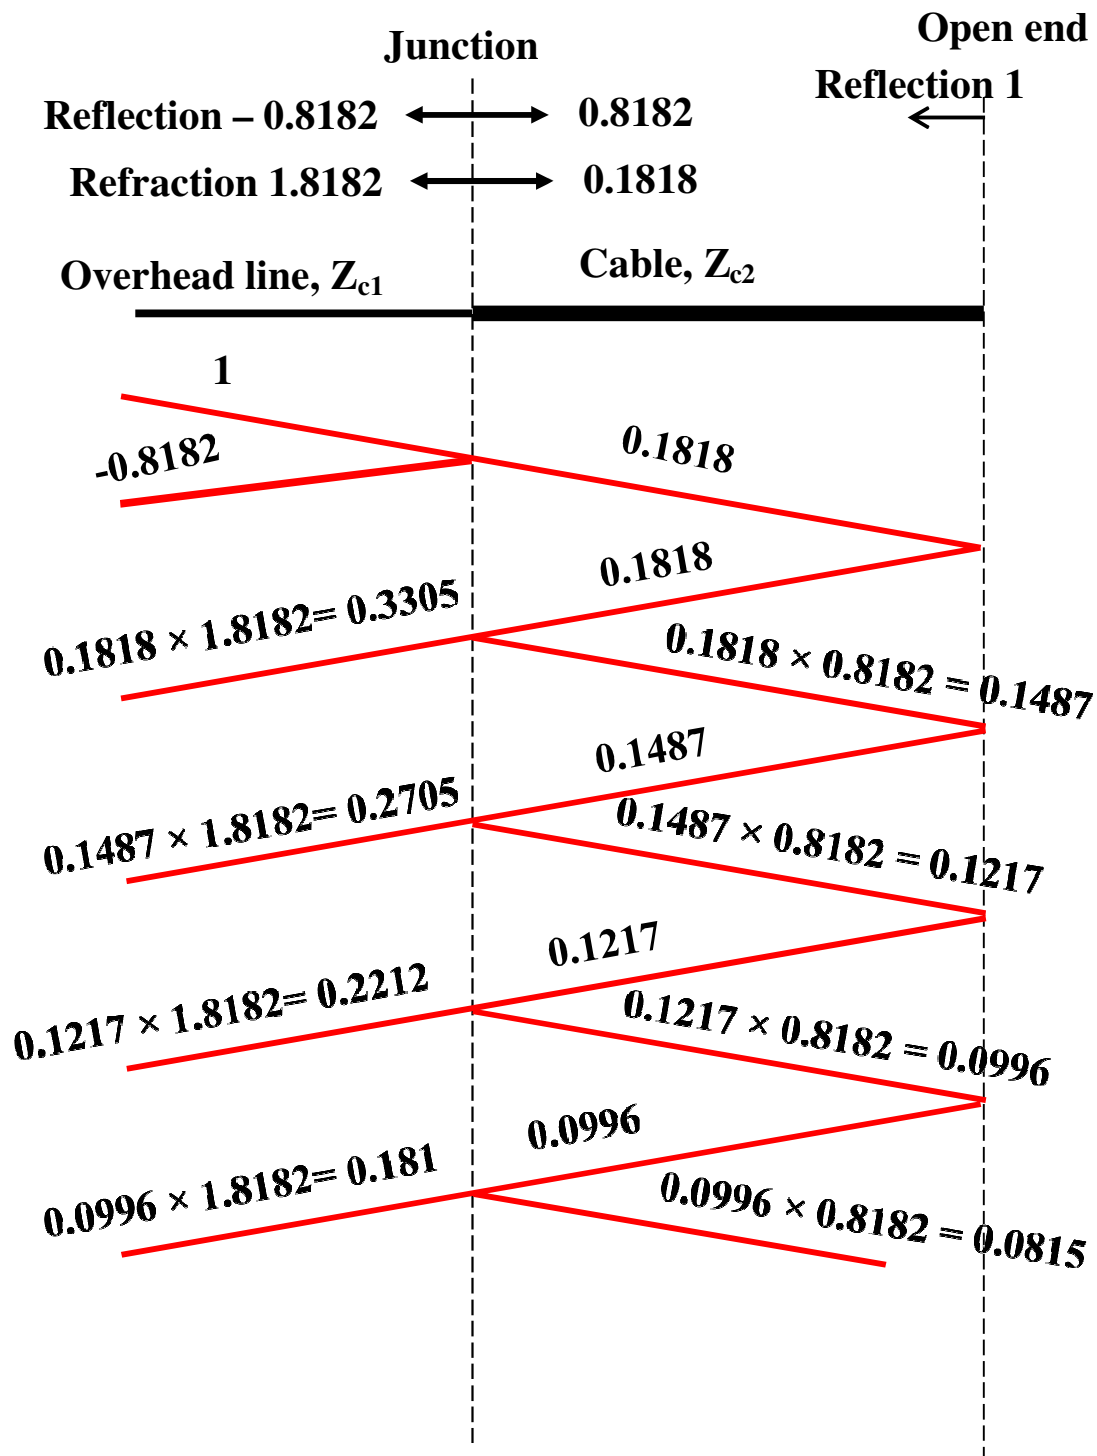 Open end
Junction
Reflection 1
Reflection – 0.8182
0.8182
Refraction 1.8182
0.1818
Overhead line, Zc1
Cable, Zc2
1
-0.8182
0.1818
0.1818
0.1818 × 1.8182= 0.3305
0.1818 × 0.8182 = 0.1487
0.1487
0.1487 × 1.8182= 0.2705
0.1487 × 0.8182 = 0.1217
0.1217
0.1217 × 1.8182= 0.2212
0.1217 × 0.8182 = 0.0996
0.0996
0.0996 × 1.8182= 0.181
0.0996 × 0.8182 = 0.0815